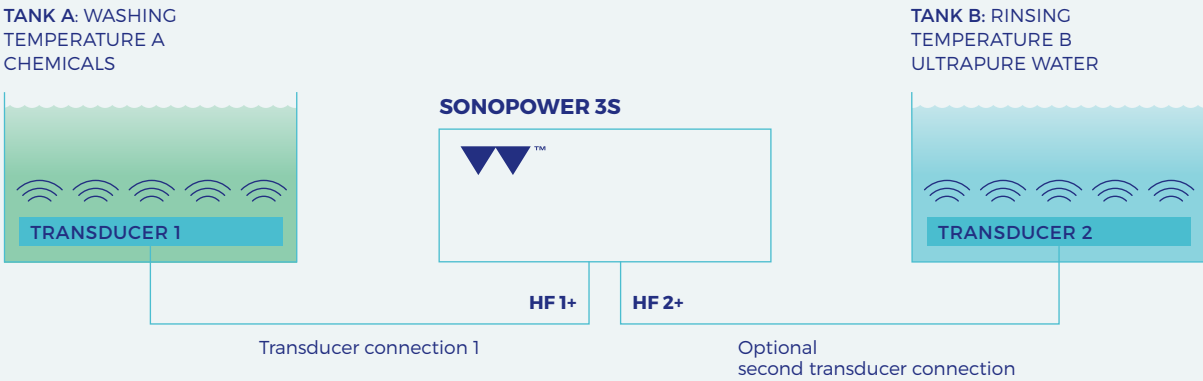 TANK A: WASHING
TEMPERATURE A
CHEMICALS
TANK B: RINSING
TEMPERATURE B
ULTRAPURE WATER
SONOPOWER 3S
™
TRANSDUCER 1
TRANSDUCER 2
HF 1+
HF 2+
Transducer connection 1
Optional
second transducer connection